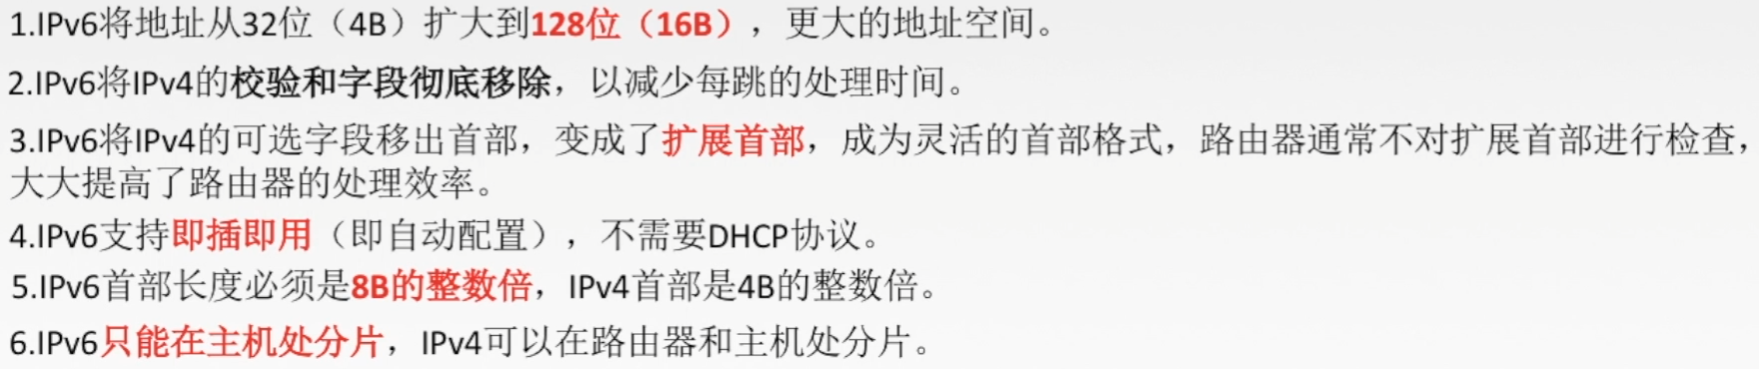 1.IPv6将地址从32位（4B）扩大到128位（16B），更大的地址空间。
2.IPv6将IPv4的校验和字段彻底移除，以减少每跳的处理时间。
3.IPv6将IPv4的可选字段移出首部，变成了扩展首部，成为灵活的首部格式，路由器通常不对扩展首部进行检查，
大大提高了路由器的处理效率。
4.IPv6支持即插即用（即自动配置），不需要DHCP协议。
5.IPv6首部长度必须是8B的整数倍，IPv4首部是4B的整数倍。
6.IPv6只能在主机处分片，IPv4可以在路由器和主机处分片。